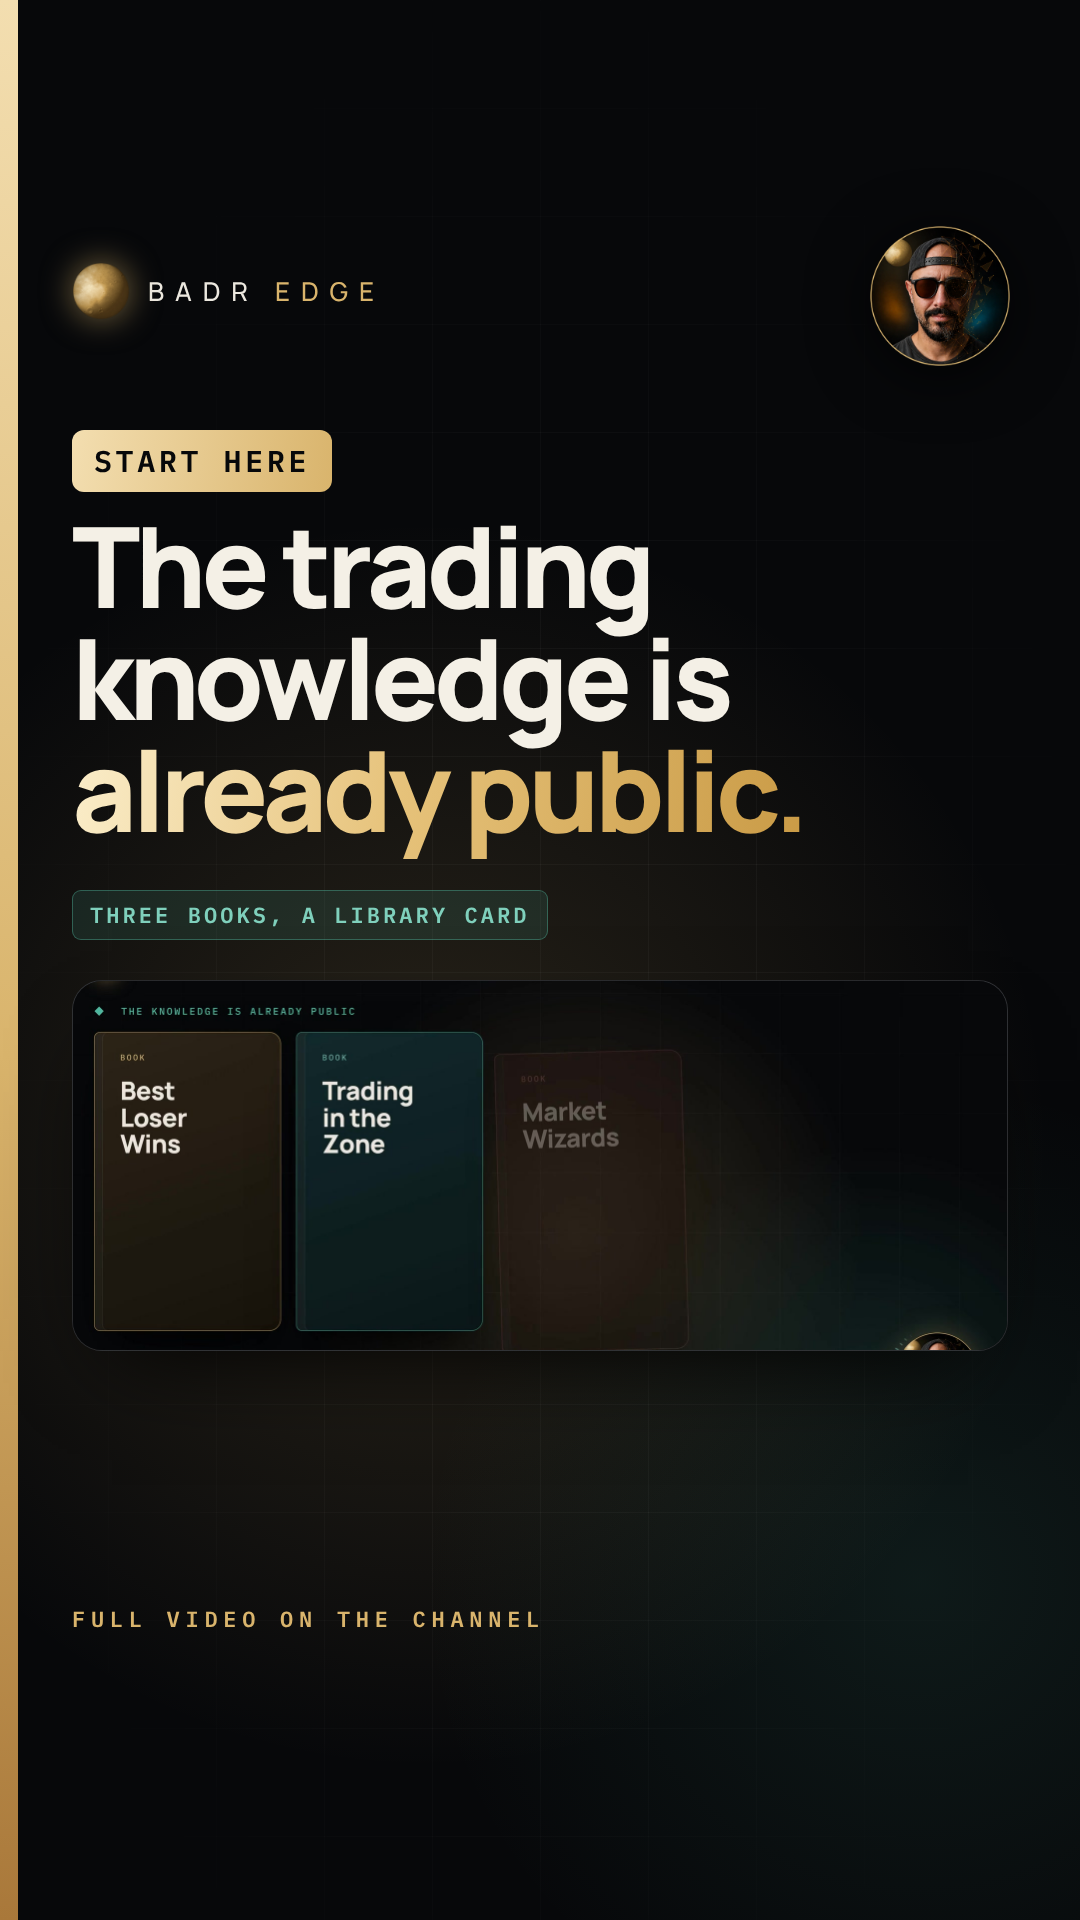 BADR EDGE
START HERE
The trading
knowledge is
already public.
THREE BOOKS, A LIBRARY CARD
THE KNOWLEDGE IS ALREADY PUBLIC
BOOK
Best
Loser
Wins
BOOK
Trading
in the
Zone
BOOK
Market
Wizards
FULL VIDEO ON THE CHANNEL